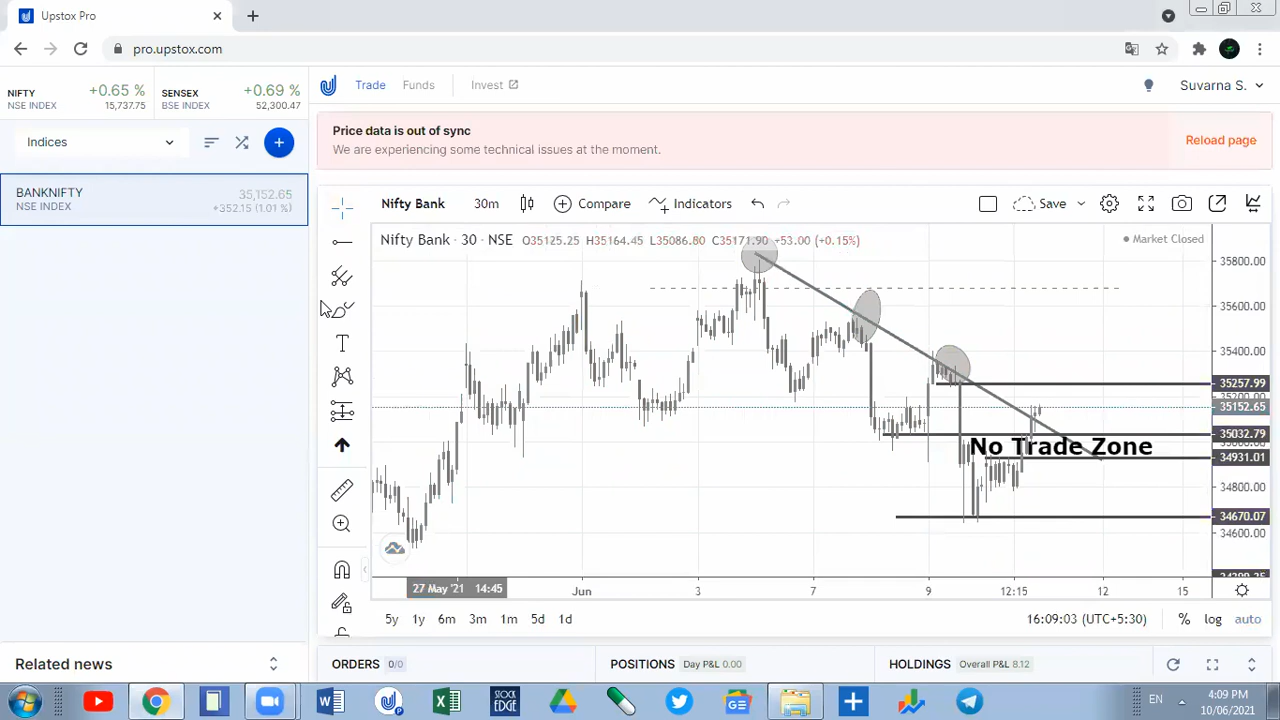 Upstox Pro
pro.upstox.com
NIFTY +0.65 %
NSE INDEX 15,737.75
SENSEX +0.69 %
BSE INDEX 52,300.47
Indices
BANKNIFTY 35,152.65
NSE INDEX +352.15 (1.01 %)
Related news
Trade Funds Invest
Suvarna S.
Price data is out of sync
We are experiencing some technical issues at the moment.
Reload page
Nifty Bank 30m Compare Indicators Save
Nifty Bank · 30 · NSE O35125.25 H35164.45 L35086.80 C35171.90 +53.00 (+0.15%)
Market Closed
35800.00
35600.00
35400.00
35257.99
35152.65
35032.79
34931.01
34800.00
34670.07
34600.00
No Trade Zone
27 May '21 14:45
Jun 3 7 9 12:15 12 15
5y 1y 6m 3m 1m 5d 1d
16:09:03 (UTC+5:30) % log auto
ORDERS 0/0
POSITIONS Day P&L 0.00
HOLDINGS Overall P&L 8.12
STOCK
EDGE
EN
4:09 PM
10/06/2021